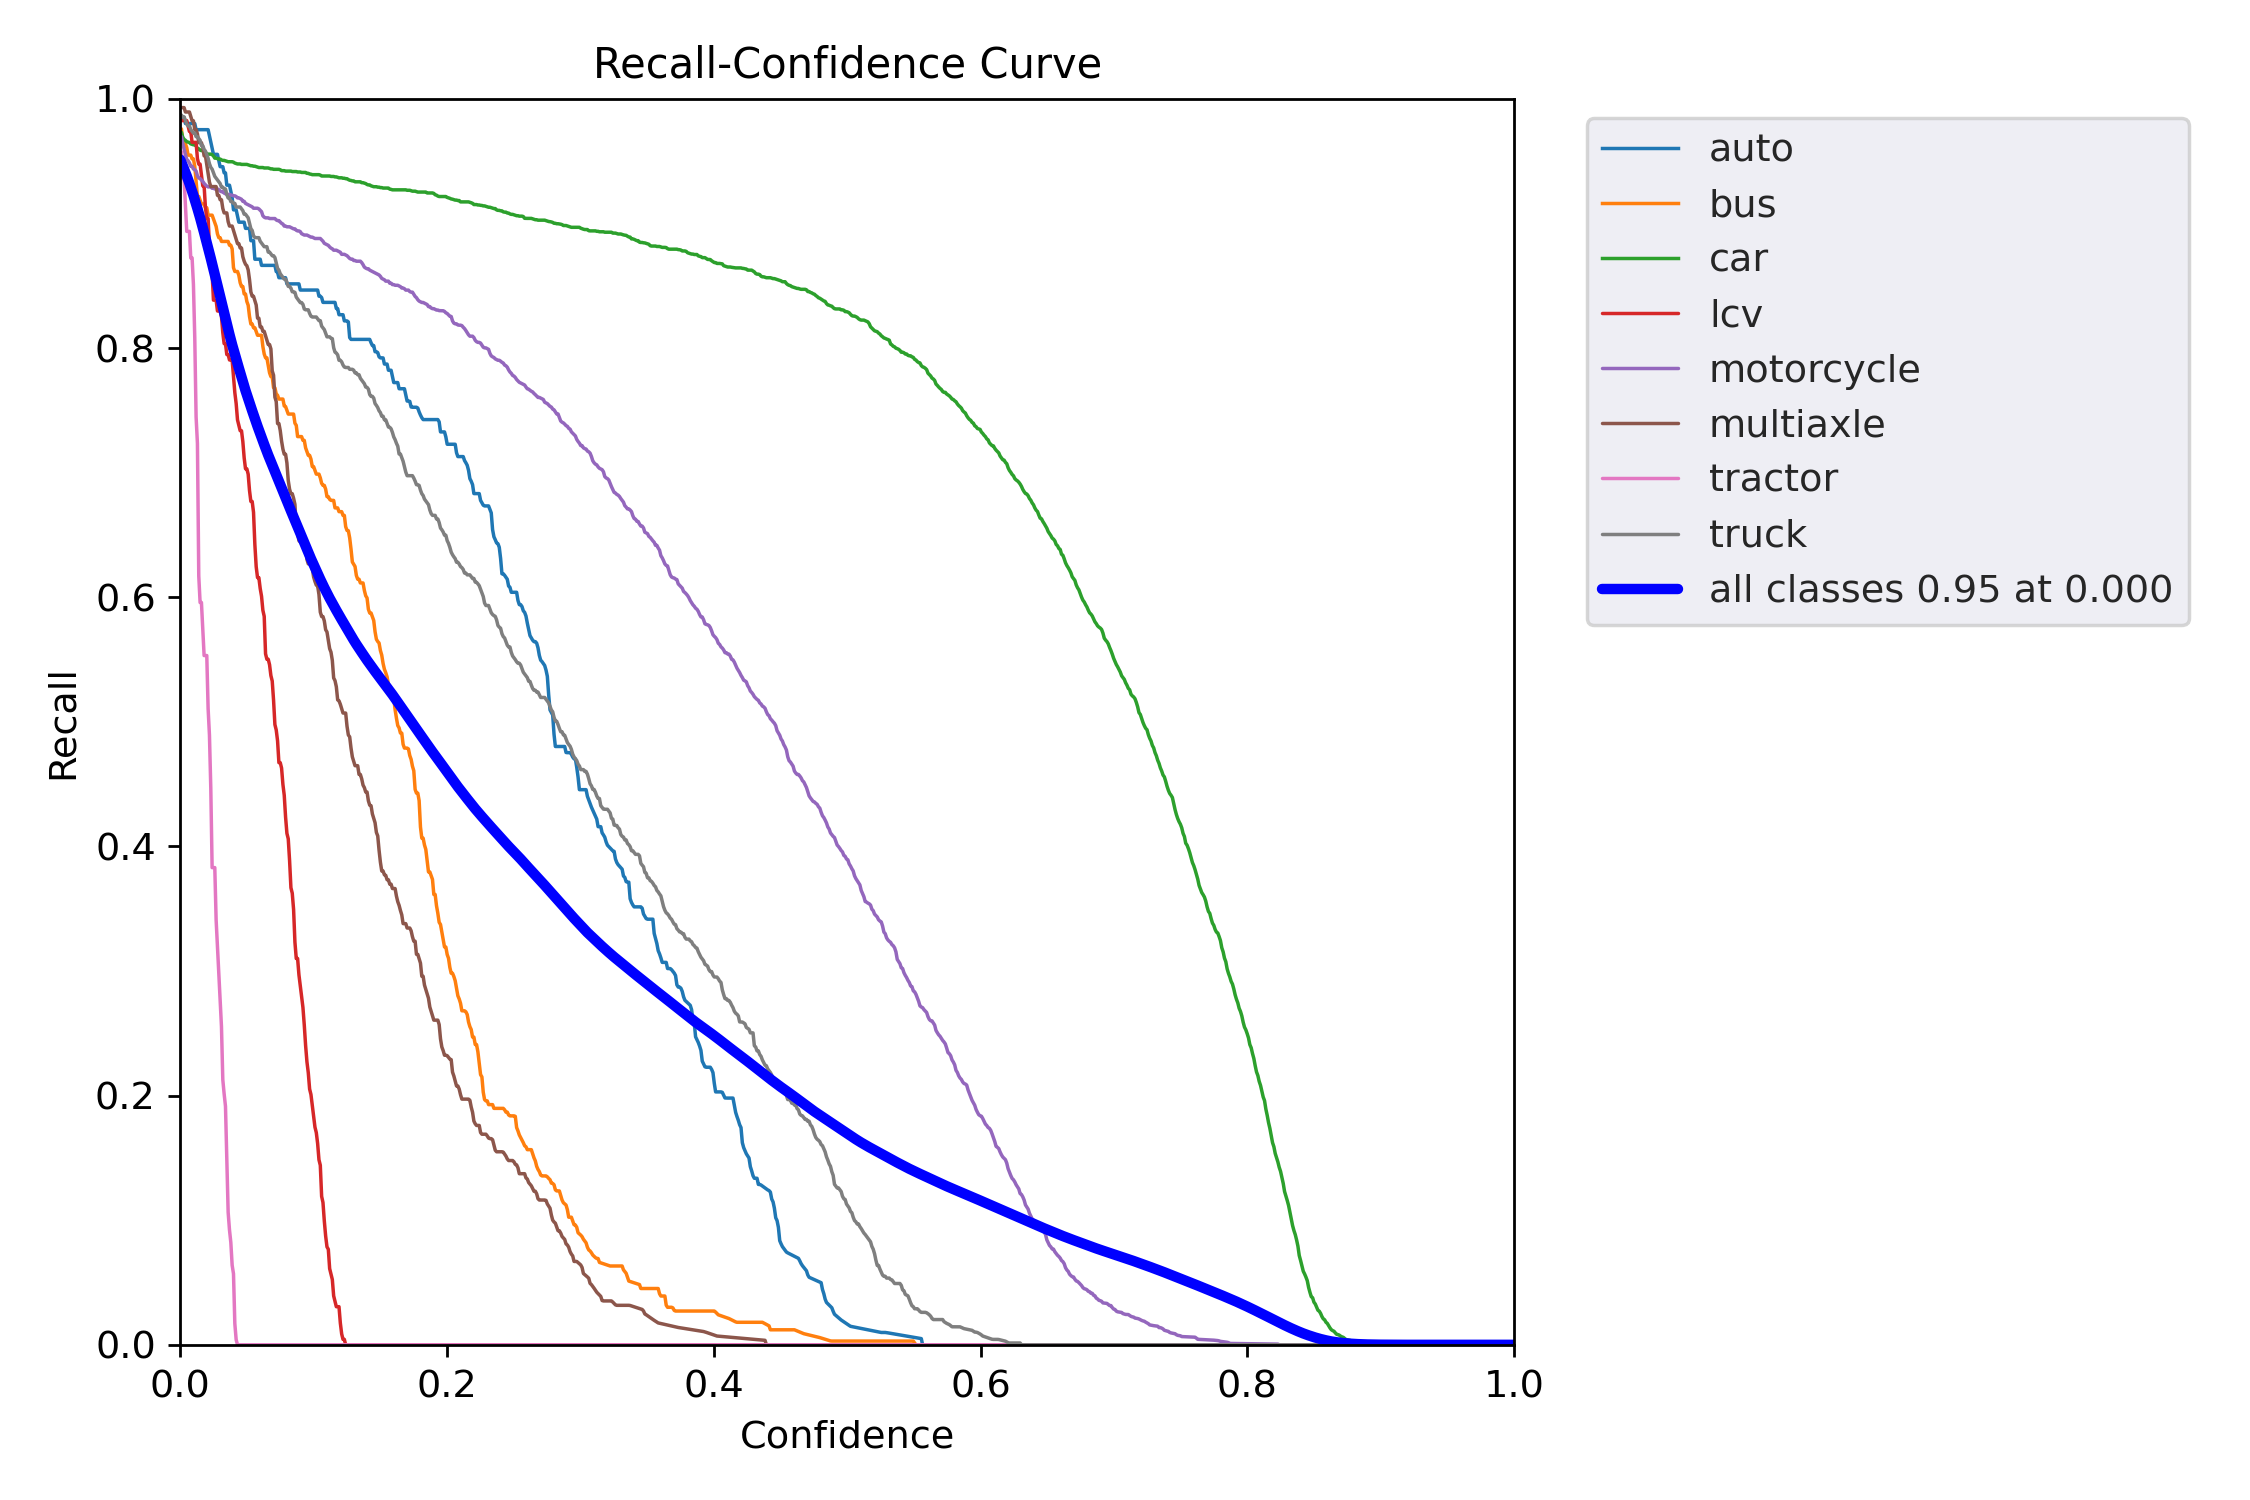 Recall-Confidence Curve
1.0
0.8
0.6
0.4
0.2
0.0
Recall
0.0 0.2 0.4 0.6 0.8 1.0
Confidence
auto
bus
car
lcv
motorcycle
multiaxle
tractor
truck
all classes 0.95 at 0.000